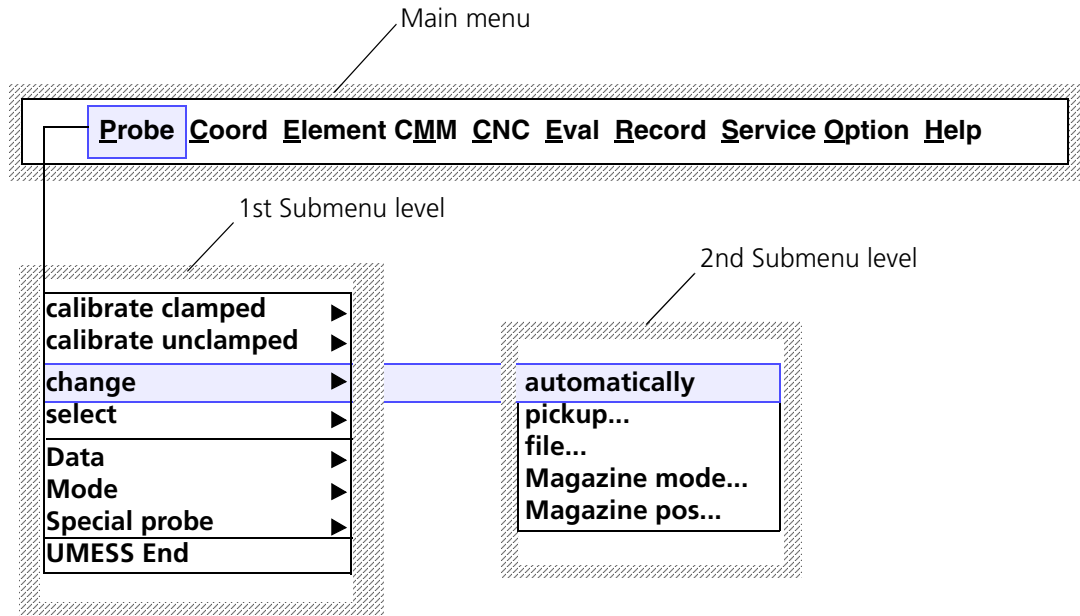 Main menu
Probe Coord Element CMM CNC Eval Record Service Option Help
1st Submenu level
2nd Submenu level
calibrate clamped
calibrate unclamped
change
select
Data
Mode
Special probe
UMESS End
automatically
pickup...
file...
Magazine mode...
Magazine pos...